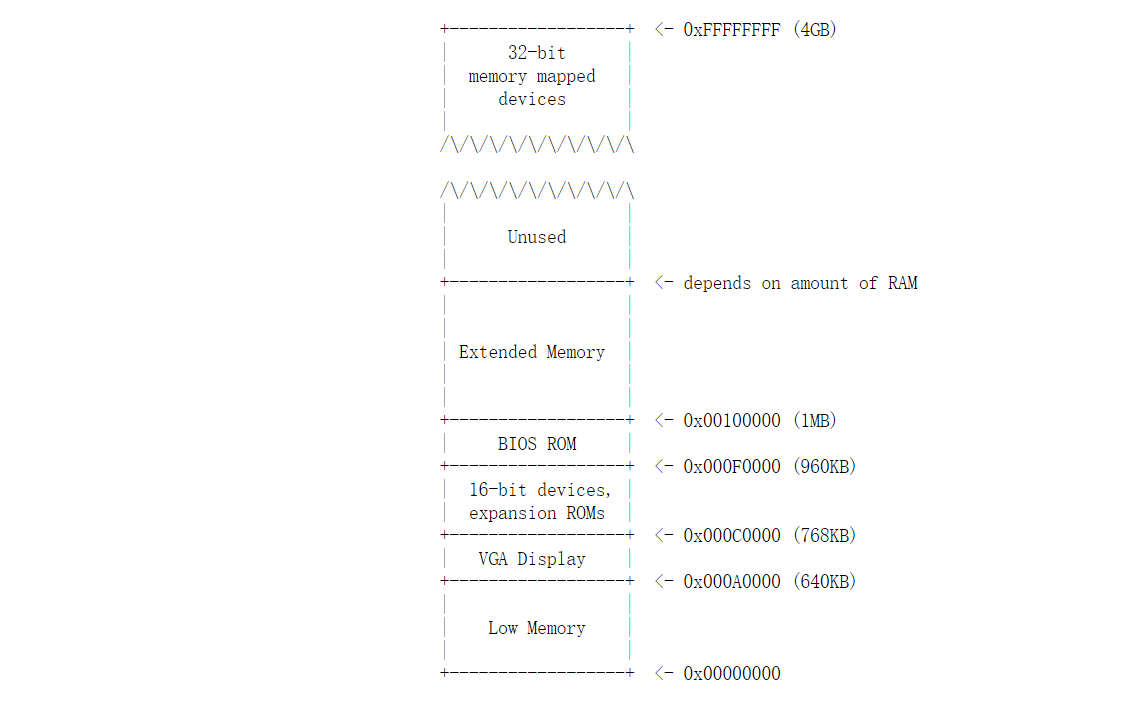 +------------------+  <- 0xFFFFFFFF (4GB)
|      32-bit      |
|  memory mapped   |
|     devices      |
|                  |
/\/\/\/\/\/\/\/\/\/\

/\/\/\/\/\/\/\/\/\/\
|                  |
|      Unused      |
|                  |
+------------------+  <- depends on amount of RAM
|                  |
|                  |
| Extended Memory  |
|                  |
|                  |
+------------------+  <- 0x00100000 (1MB)
|     BIOS ROM     |
+------------------+  <- 0x000F0000 (960KB)
|  16-bit devices, |
|  expansion ROMs  |
+------------------+  <- 0x000C0000 (768KB)
|   VGA Display    |
+------------------+  <- 0x000A0000 (640KB)
|                  |
|    Low Memory    |
|                  |
+------------------+  <- 0x00000000